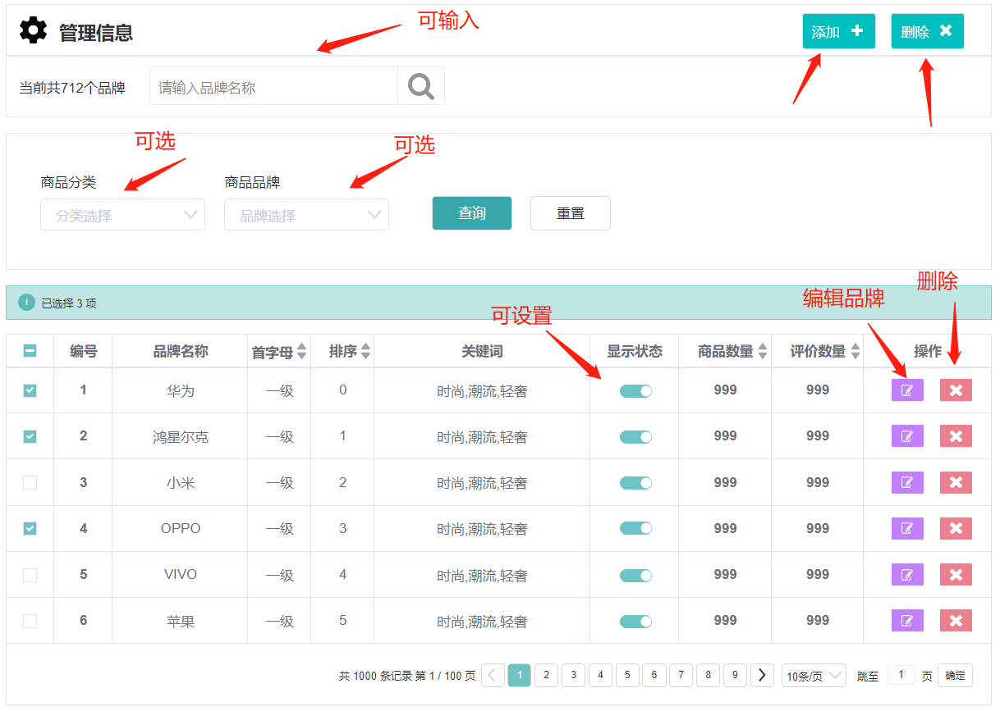 可输入
管理信息 添加 删除
当前共712个品牌 请输入品牌名称
可选 可选
商品分类 商品品牌
分类选择 品牌选择 查询 重置
删除
编辑品牌
已选择 3 项
可设置
编号 品牌名称 首字母 排序 关键词 显示状态 商品数量 评价数量 操作
1 华为 一级 0 时尚,潮流,轻奢 999 999
2 鸿星尔克 一级 1 时尚,潮流,轻奢 999 999
3 小米 一级 2 时尚,潮流,轻奢 999 999
4 OPPO 一级 3 时尚,潮流,轻奢 999 999
5 VIVO 一级 4 时尚,潮流,轻奢 999 999
6 苹果 一级 5 时尚,潮流,轻奢 999 999
共 1000 条记录 第 1 / 100 页 1 2 3 4 5 6 7 8 9 10条/页 跳至 1 页 确定